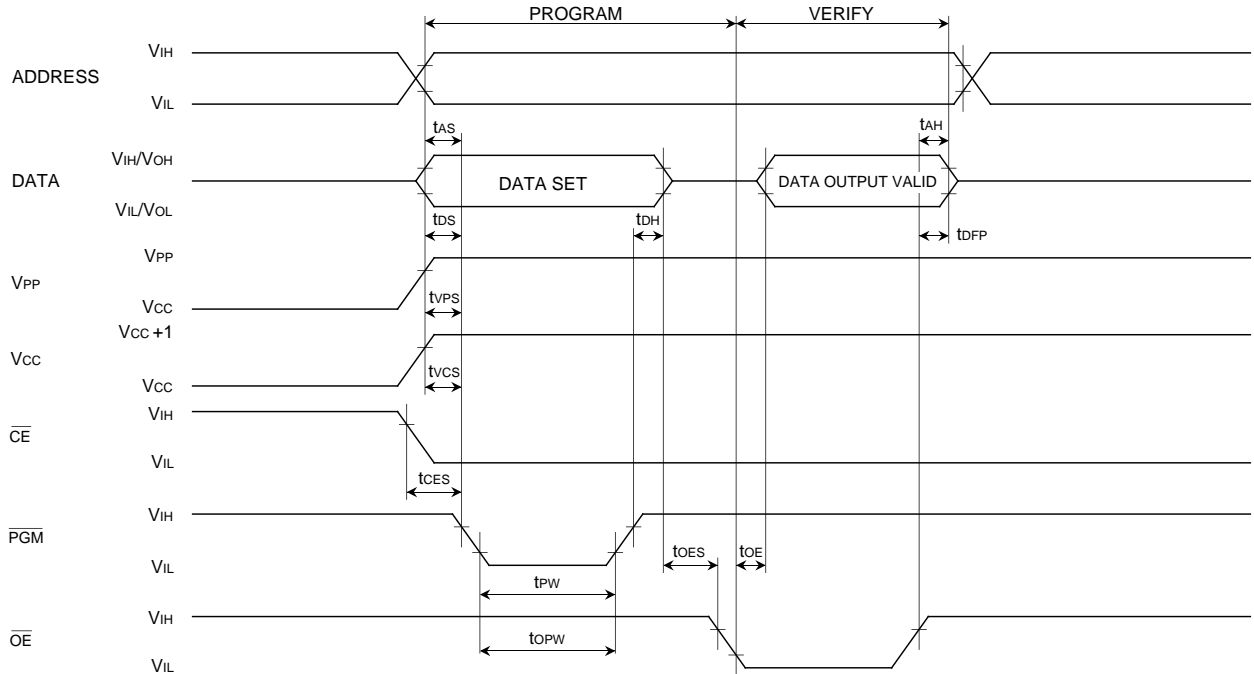 PROGRAM VERIFY
VIH
ADDRESS
VIL
tAS tAH
VIH/VOH
DATA DATA SET DATA OUTPUT VALID
VIL/VOL
tDS tDH tDFP
VPP
VPP
VCC tVPS
VCC +1
VCC
VCC tVCS
VIH
CE
VIL
tCES
VIH
PGM
VIL
tOES tOE
tPW
VIH
OE tOPW
VIL